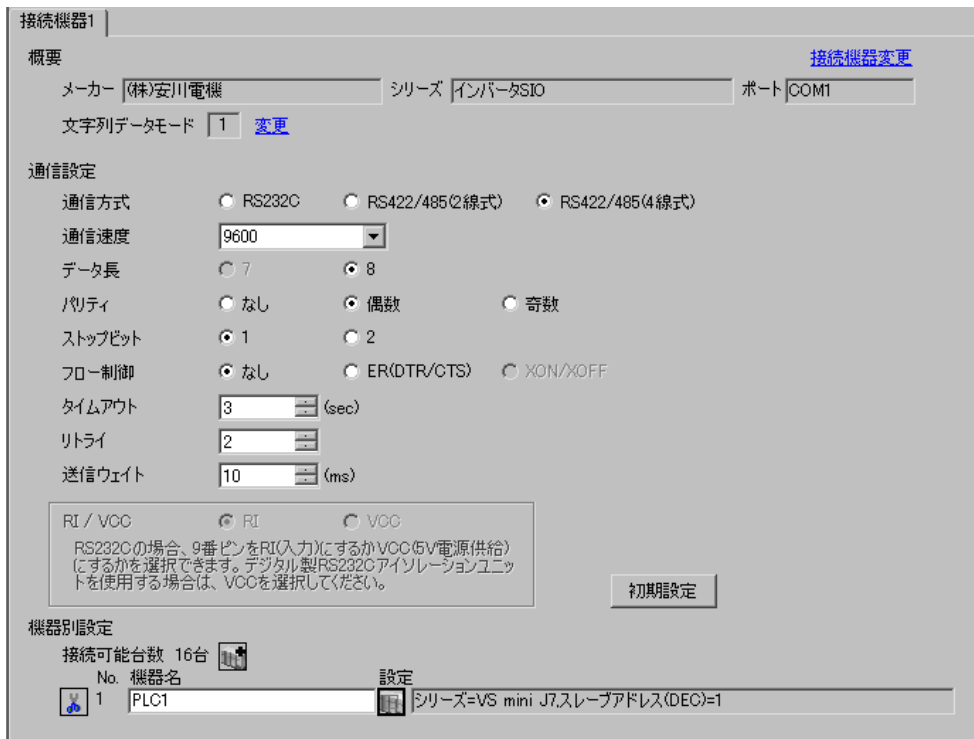 接続機器1
概要
接続機器変更
メーカー (株)安川電機 シリーズ インバータSIO ポート COM1
文字列データモード 1 変更
通信設定
通信方式 RS232C RS422/485(2線式) RS422/485(4線式)
通信速度 9600
データ長 7 8
パリティ なし 偶数 奇数
ストップビット 1 2
フロー制御 なし ER(DTR/CTS) XON/XOFF
タイムアウト 3 (sec)
リトライ 2
送信ウェイト 10 (ms)
RI / VCC RI VCC
RS232Cの場合、9番ピンをRI(入力)にするかVCC(5V電源供給)
にするかを選択できます。デジタル製RS232Cアイソレーションユニッ
トを使用する場合は、VCCを選択してください。
初期設定
機器別設定
接続可能台数 16台
No. 機器名 設定
1 PLC1 シリーズ=VS mini J7,スレーブアドレス(DEC)=1